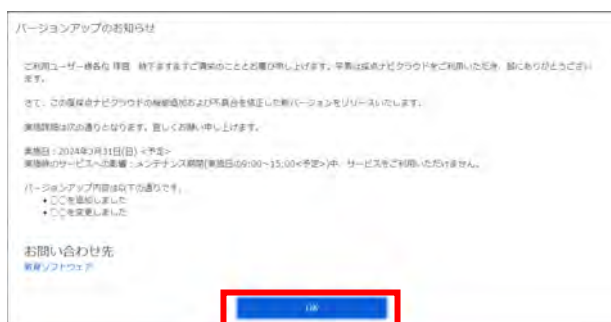 バージョンアップのお知らせ
ご利用ユーザー様各位 拝啓 時下ますますご清栄のこととお慶び申し上げます。平素は採点ナビクラウドをご利用いただき、誠にありがとうござい
ます。
さて、この度採点ナビクラウドの機能追加および不具合を修正した新バージョンをリリースいたします。
実施詳細は次の通りとなります。宜しくお願い申し上げます。
実施日：2024年3月31日(日) <予定>
実施時のサービスへの影響：メンテナンス期間(実施日の9:00～15:00<予定>)中、サービスをご利用いただけません。
バージョンアップ内容は以下の通りです。
• 〇〇を追加しました
• 〇〇を変更しました
お問い合わせ先
教育ソフトウェア
OK